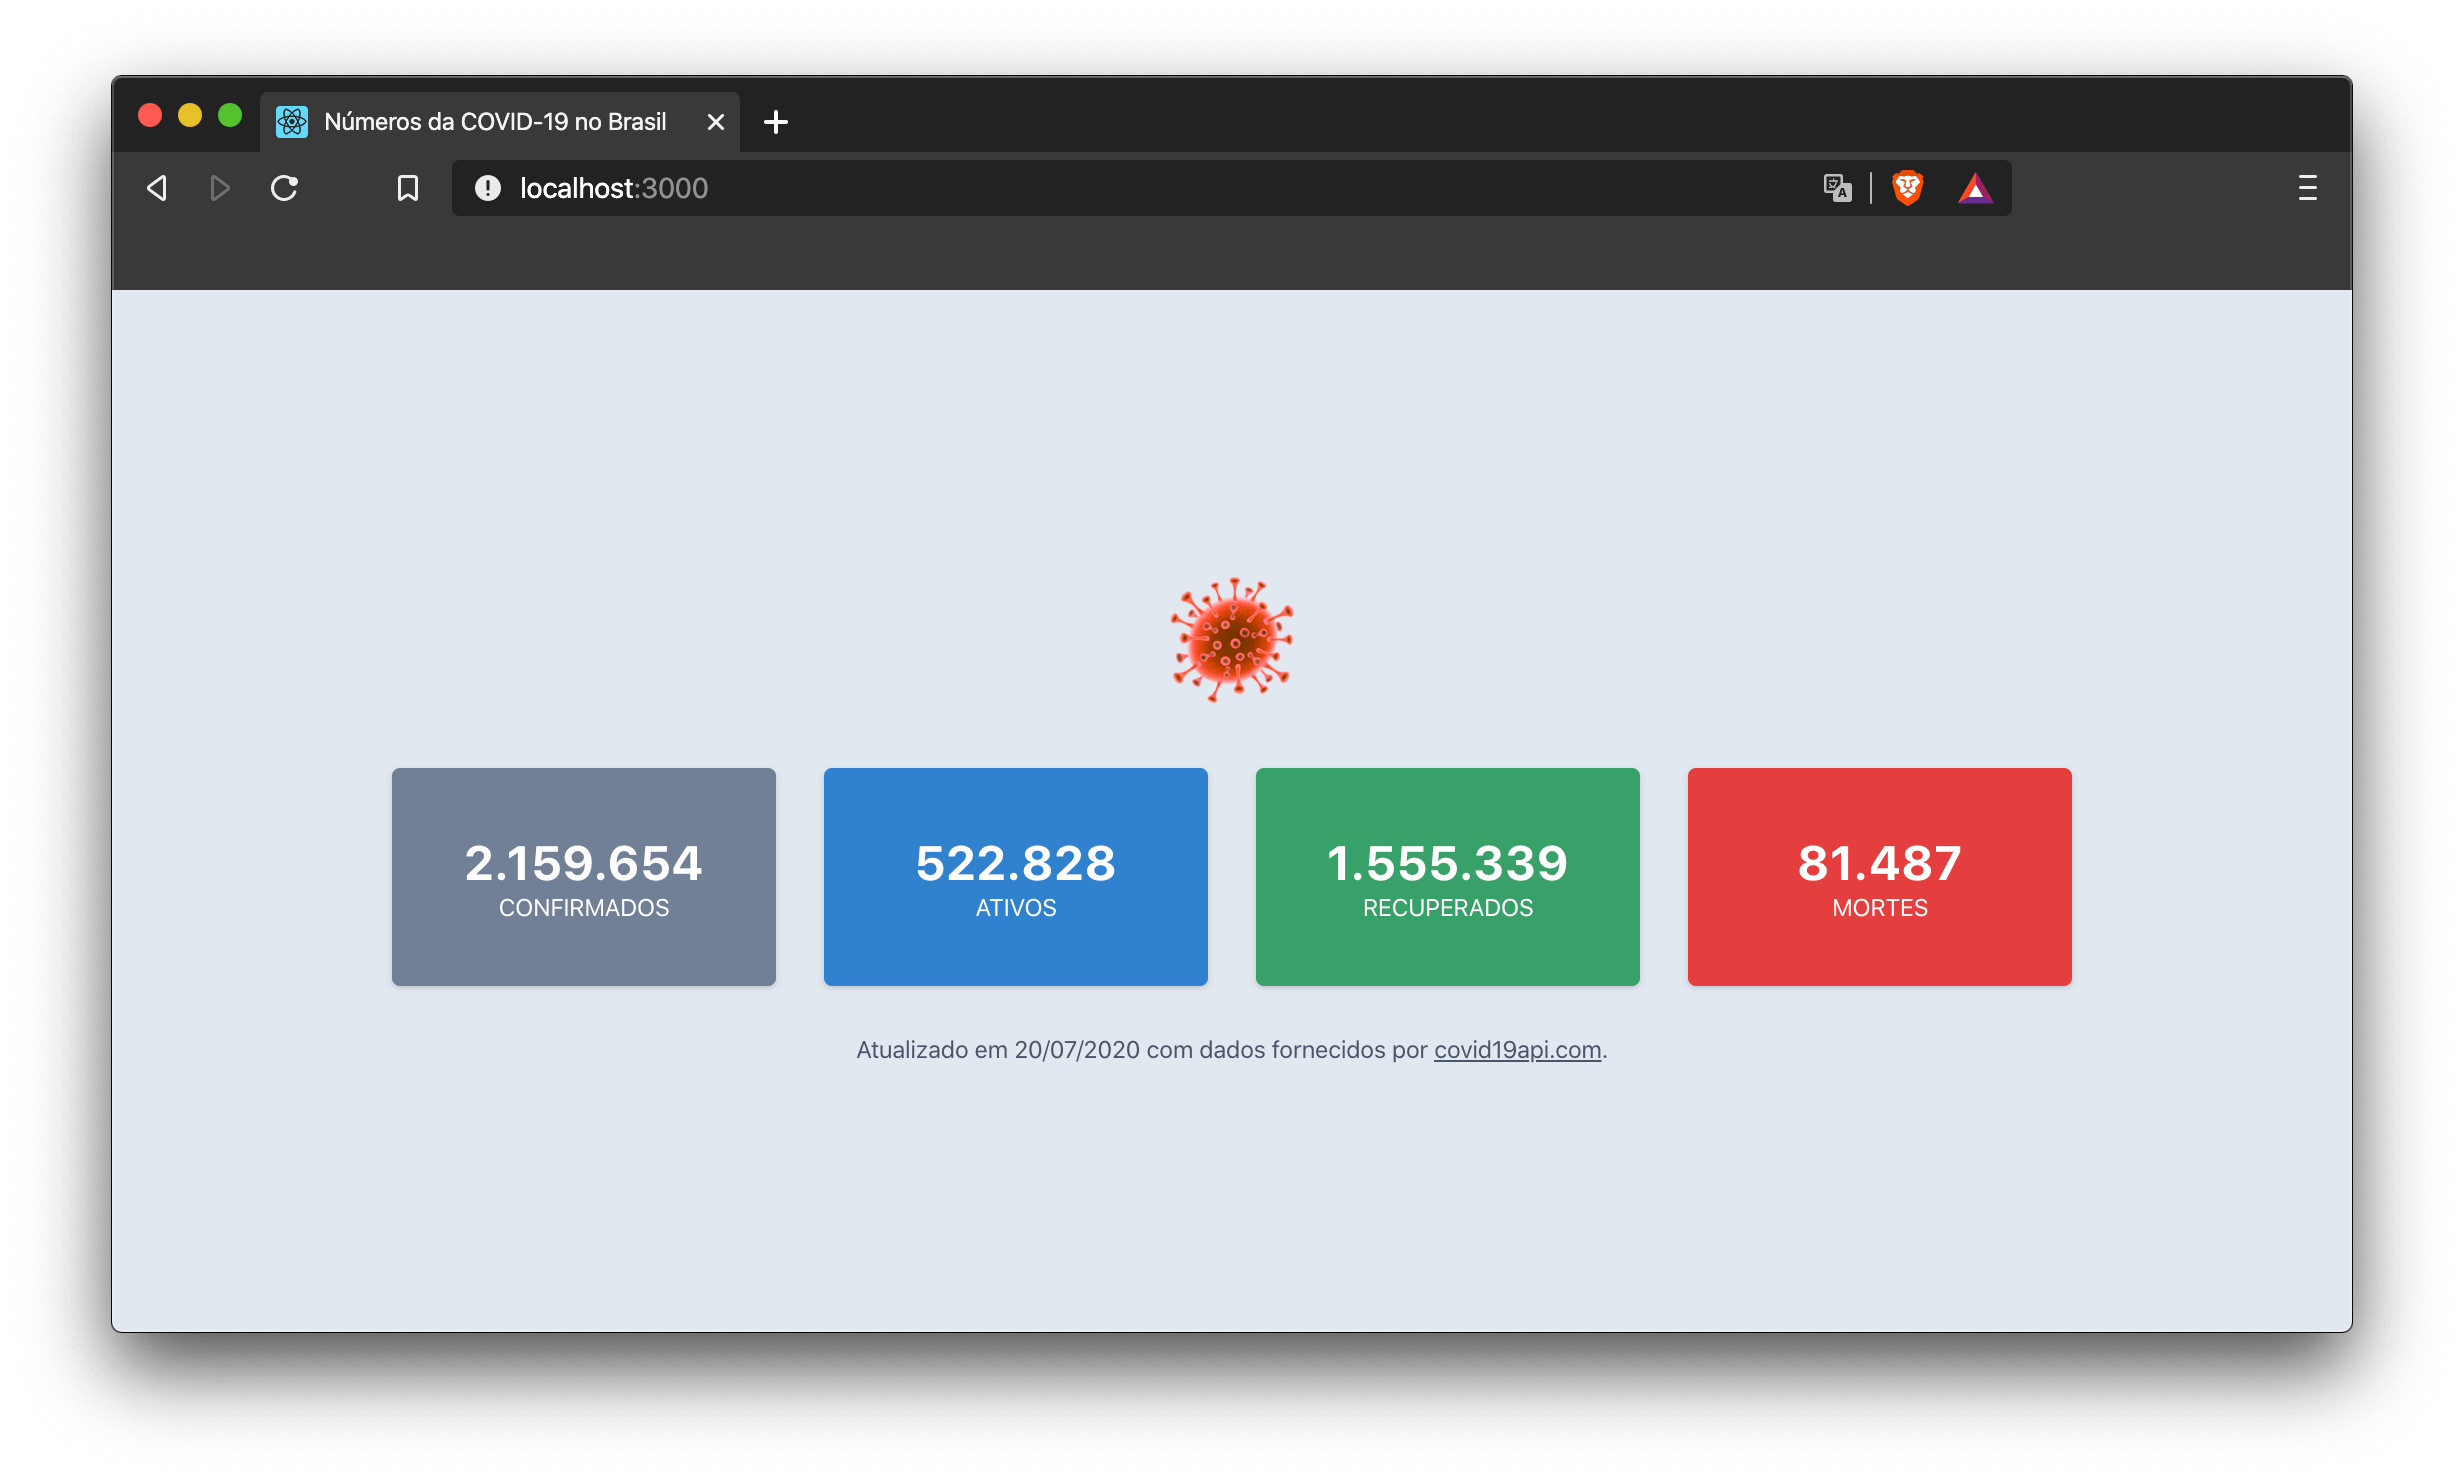 Números da COVID-19 no Brasil
localhost:3000
2.159.654
CONFIRMADOS
522.828
ATIVOS
1.555.339
RECUPERADOS
81.487
MORTES
Atualizado em 20/07/2020 com dados fornecidos por covid19api.com.